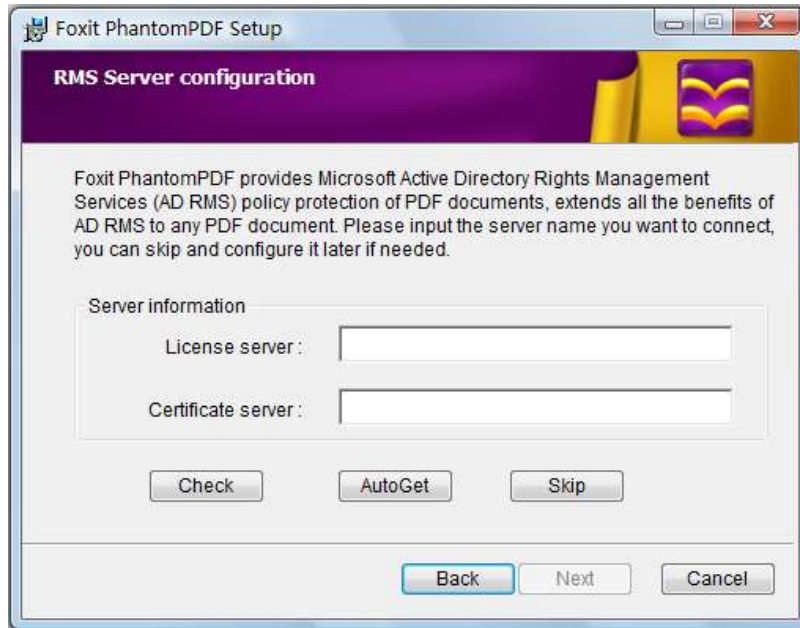 Foxit PhantomPDF Setup
RMS Server configuration
Foxit PhantomPDF provides Microsoft Active Directory Rights Management
Services (AD RMS) policy protection of PDF documents, extends all the benefits of
AD RMS to any PDF document. Please input the server name you want to connect,
you can skip and configure it later if needed.
Server information
License server :
Certificate server :
Check AutoGet Skip
Back Next Cancel